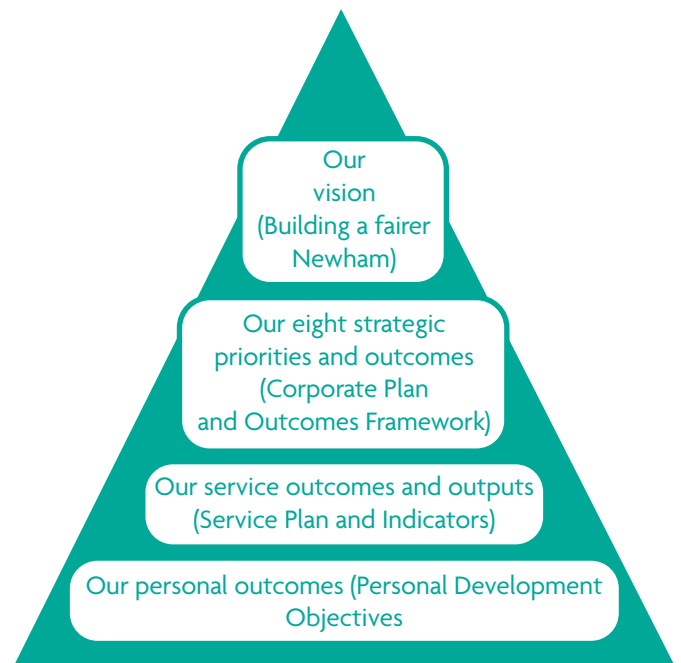 Our
vision
(Building a fairer
Newham)
Our eight strategic
priorities and outcomes
(Corporate Plan
and Outcomes Framework)
Our service outcomes and outputs
(Service Plan and Indicators)
Our personal outcomes (Personal Development
Objectives